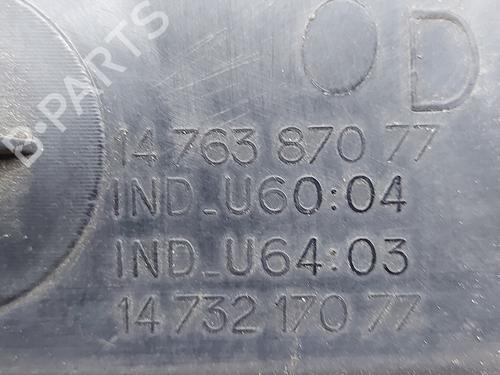 OD
B-PARTS
14 763 870 77
IND_U60:04
IND_U64:03
14 732 170 77